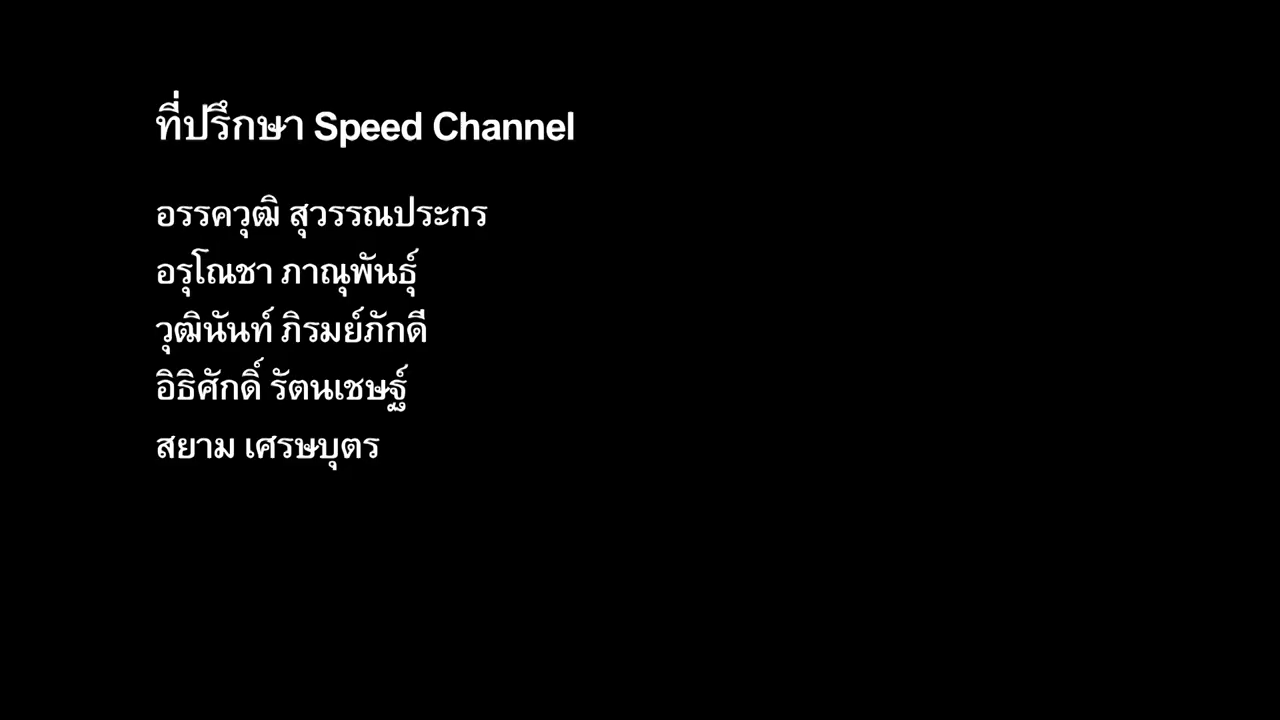 ที่ปรึกษา Speed Channel
อรรควุฒิ สุวรรณประกร
อรุโณชา ภาณุพันธุ์
วุฒินันท์ ภิรมย์ภักดี
อิธิศักดิ์ รัตนเชษฐ์
สยาม เศรษบุตร